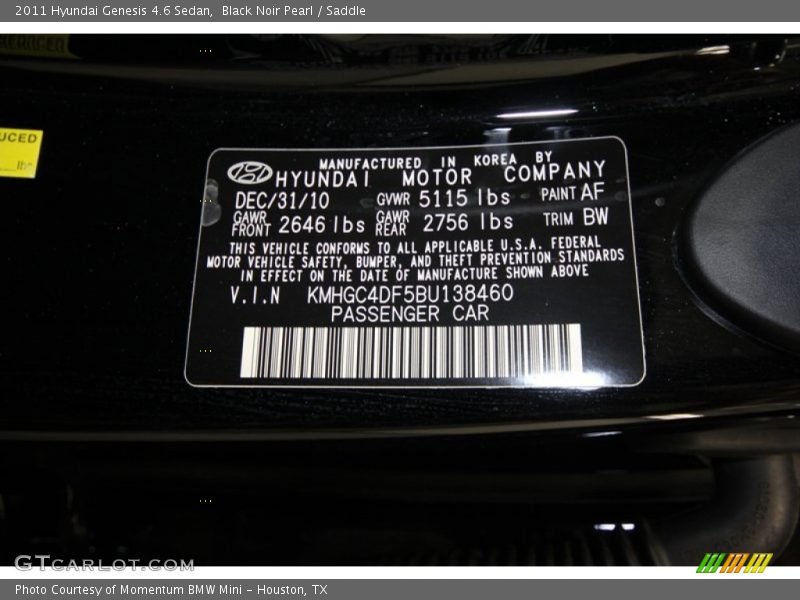 2011 Hyundai Genesis 4.6 Sedan,  Black Noir Pearl / Saddle
UCED
lbs
MANUFACTURED IN KOREA BY
HYUNDAI MOTOR COMPANY
DEC/31/10 GVWR 5115 lbs PAINT AF
GAWR FRONT 2646 lbs GAWR REAR 2756 lbs TRIM BW
THIS VEHICLE CONFORMS TO ALL APPLICABLE U.S.A. FEDERAL
MOTOR VEHICLE SAFETY, BUMPER, AND THEFT PREVENTION STANDARDS
IN EFFECT ON THE DATE OF MANUFACTURE SHOWN ABOVE
V.I.N KMHGC4DF5BU138460
PASSENGER CAR
GTCARLOT.COM
Photo Courtesy of Momentum BMW Mini - Houston, TX